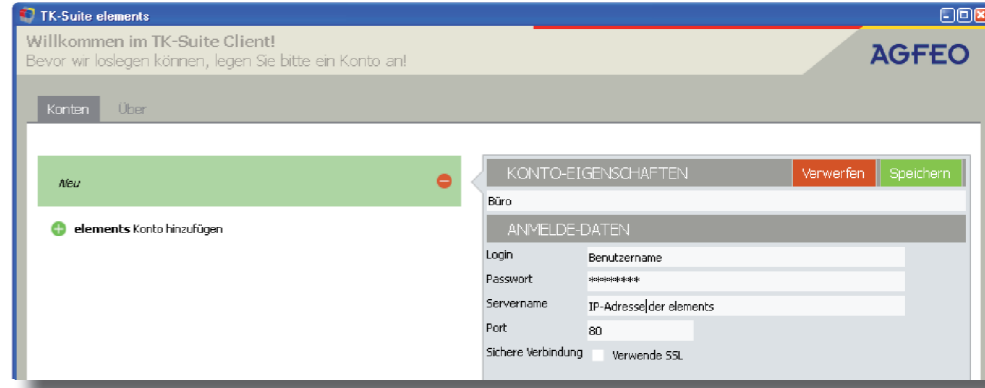 TK-Suite elements
Willkommen im TK-Suite Client!
Bevor wir loslegen können, legen Sie bitte ein Konto an!
AGFEO
Konten Über
Neu
elements Konto hinzufügen
KONTO-EIGENSCHAFTEN Verwerfen Speichern
Büro
ANMELDE-DATEN
Login Benutzername
Passwort *********
Servername IP-Adresse der elements
Port 80
Sichere Verbindung Verwende SSL